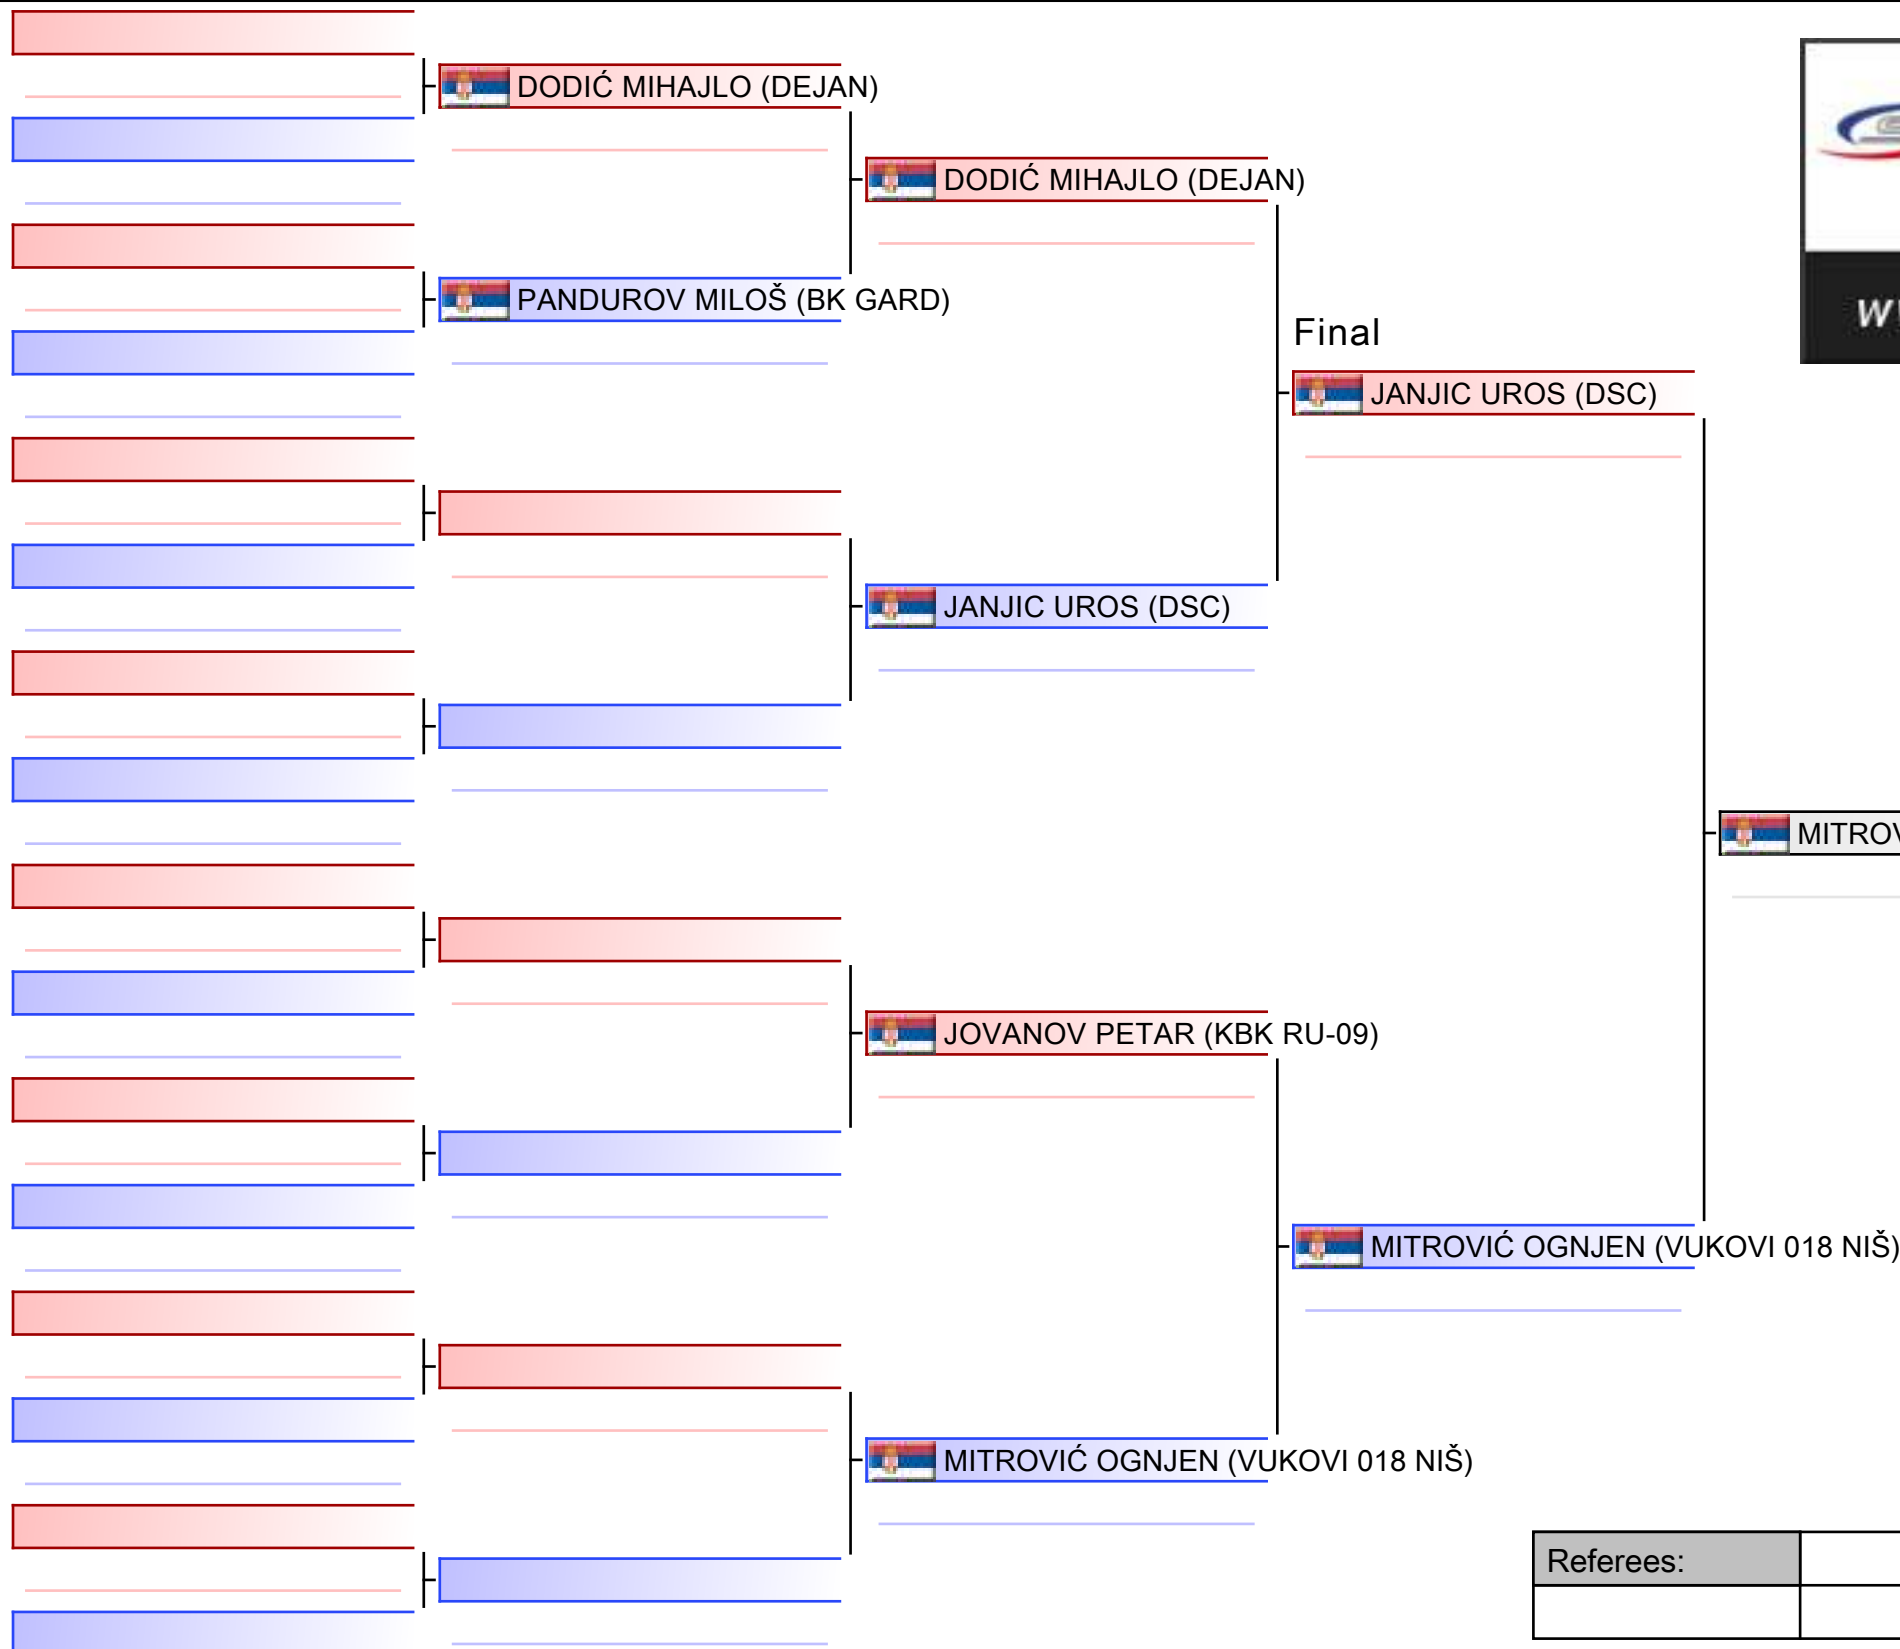 DODIĆ MIHAJLO (DEJAN)
DODIĆ MIHAJLO (DEJAN)
PANDUROV MILOŠ (BK GARD)
Final
JANJIC UROS (DSC)
JANJIC UROS (DSC)
JOVANOV PETAR (KBK RU-09)
MITROVIĆ OGNJEN (VUKOVI 018 NIŠ)
MITROVIĆ OGNJEN (VUKOVI 018 NIŠ)
Referees: